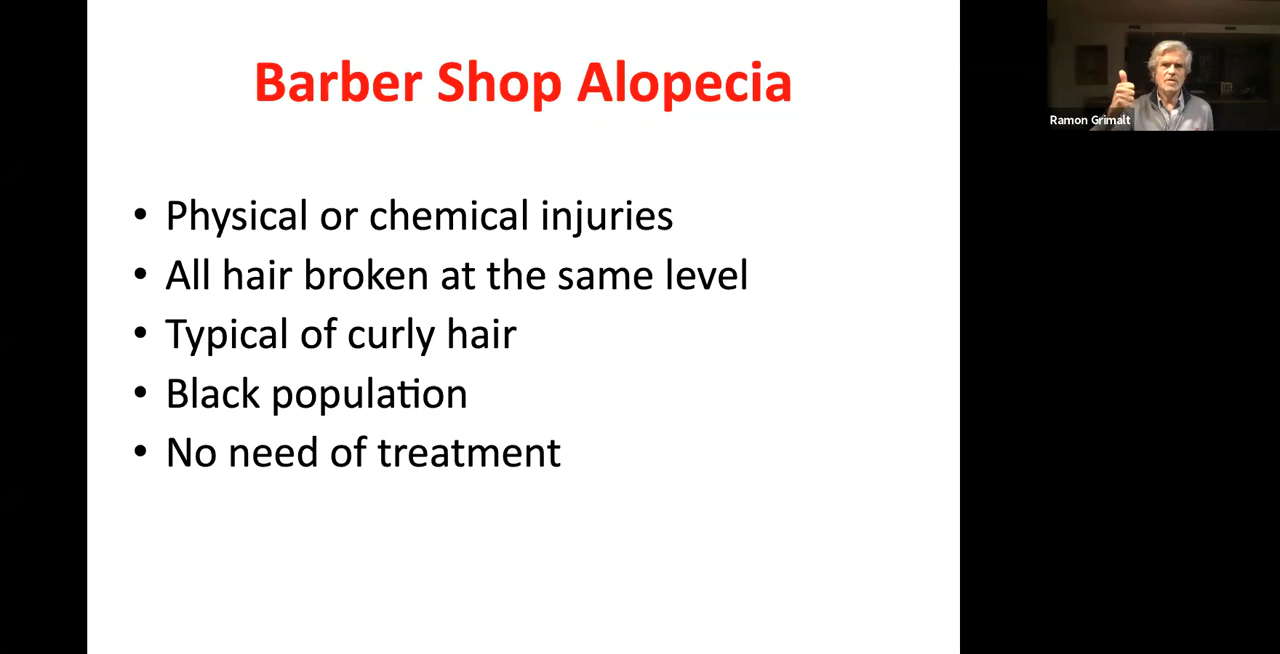 Barber Shop Alopecia
• Physical or chemical injuries
• All hair broken at the same level
• Typical of curly hair
• Black population
• No need of treatment
Ramon Grimalt